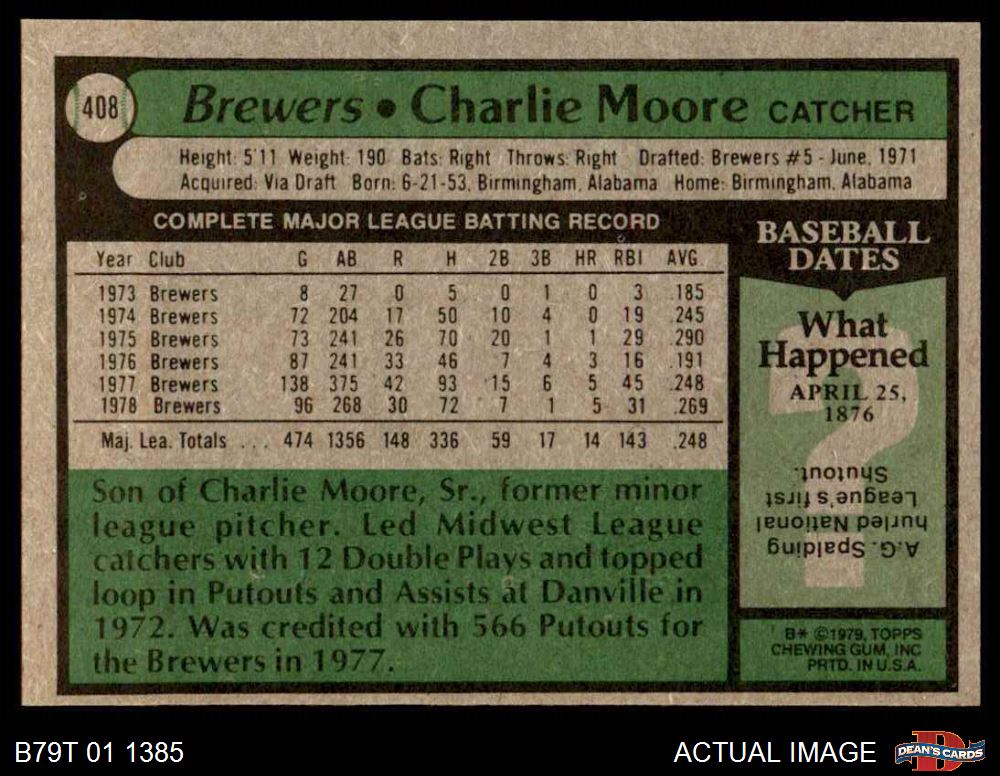 408
Brewers • Charlie Moore CATCHER
Height: 5'11 Weight: 190 Bats: Right Throws: Right Drafted: Brewers #5 - June, 1971
Acquired: Via Draft Born: 6-21-53, Birmingham, Alabama Home: Birmingham, Alabama
COMPLETE MAJOR LEAGUE BATTING RECORD
Year Club G AB R H 2B 3B HR RBI AVG.
1973 Brewers 8 27 0 5 0 1 0 3 .185
1974 Brewers 72 204 17 50 10 4 0 19 .245
1975 Brewers 73 241 26 70 20 1 1 29 .290
1976 Brewers 87 241 33 46 7 4 3 16 .191
1977 Brewers 138 375 42 93 15 6 5 45 .248
1978 Brewers 96 268 30 72 7 1 5 31 .269
Maj. Lea. Totals ... 474 1356 148 336 59 17 14 143 .248
Son of Charlie Moore, Sr., former minor
league pitcher. Led Midwest League
catchers with 12 Double Plays and topped
loop in Putouts and Assists at Danville in
1972. Was credited with 566 Putouts for
the Brewers in 1977.
BASEBALL
DATES
What
Happened
APRIL 25,
1876
?
A.G. Spalding
hurled National
League's first
Shutout.
B* ©1979, TOPPS
CHEWING GUM, INC
PRTD. IN U.S.A.
B79T 01 1385
ACTUAL IMAGE
D
DEAN'S CARDS